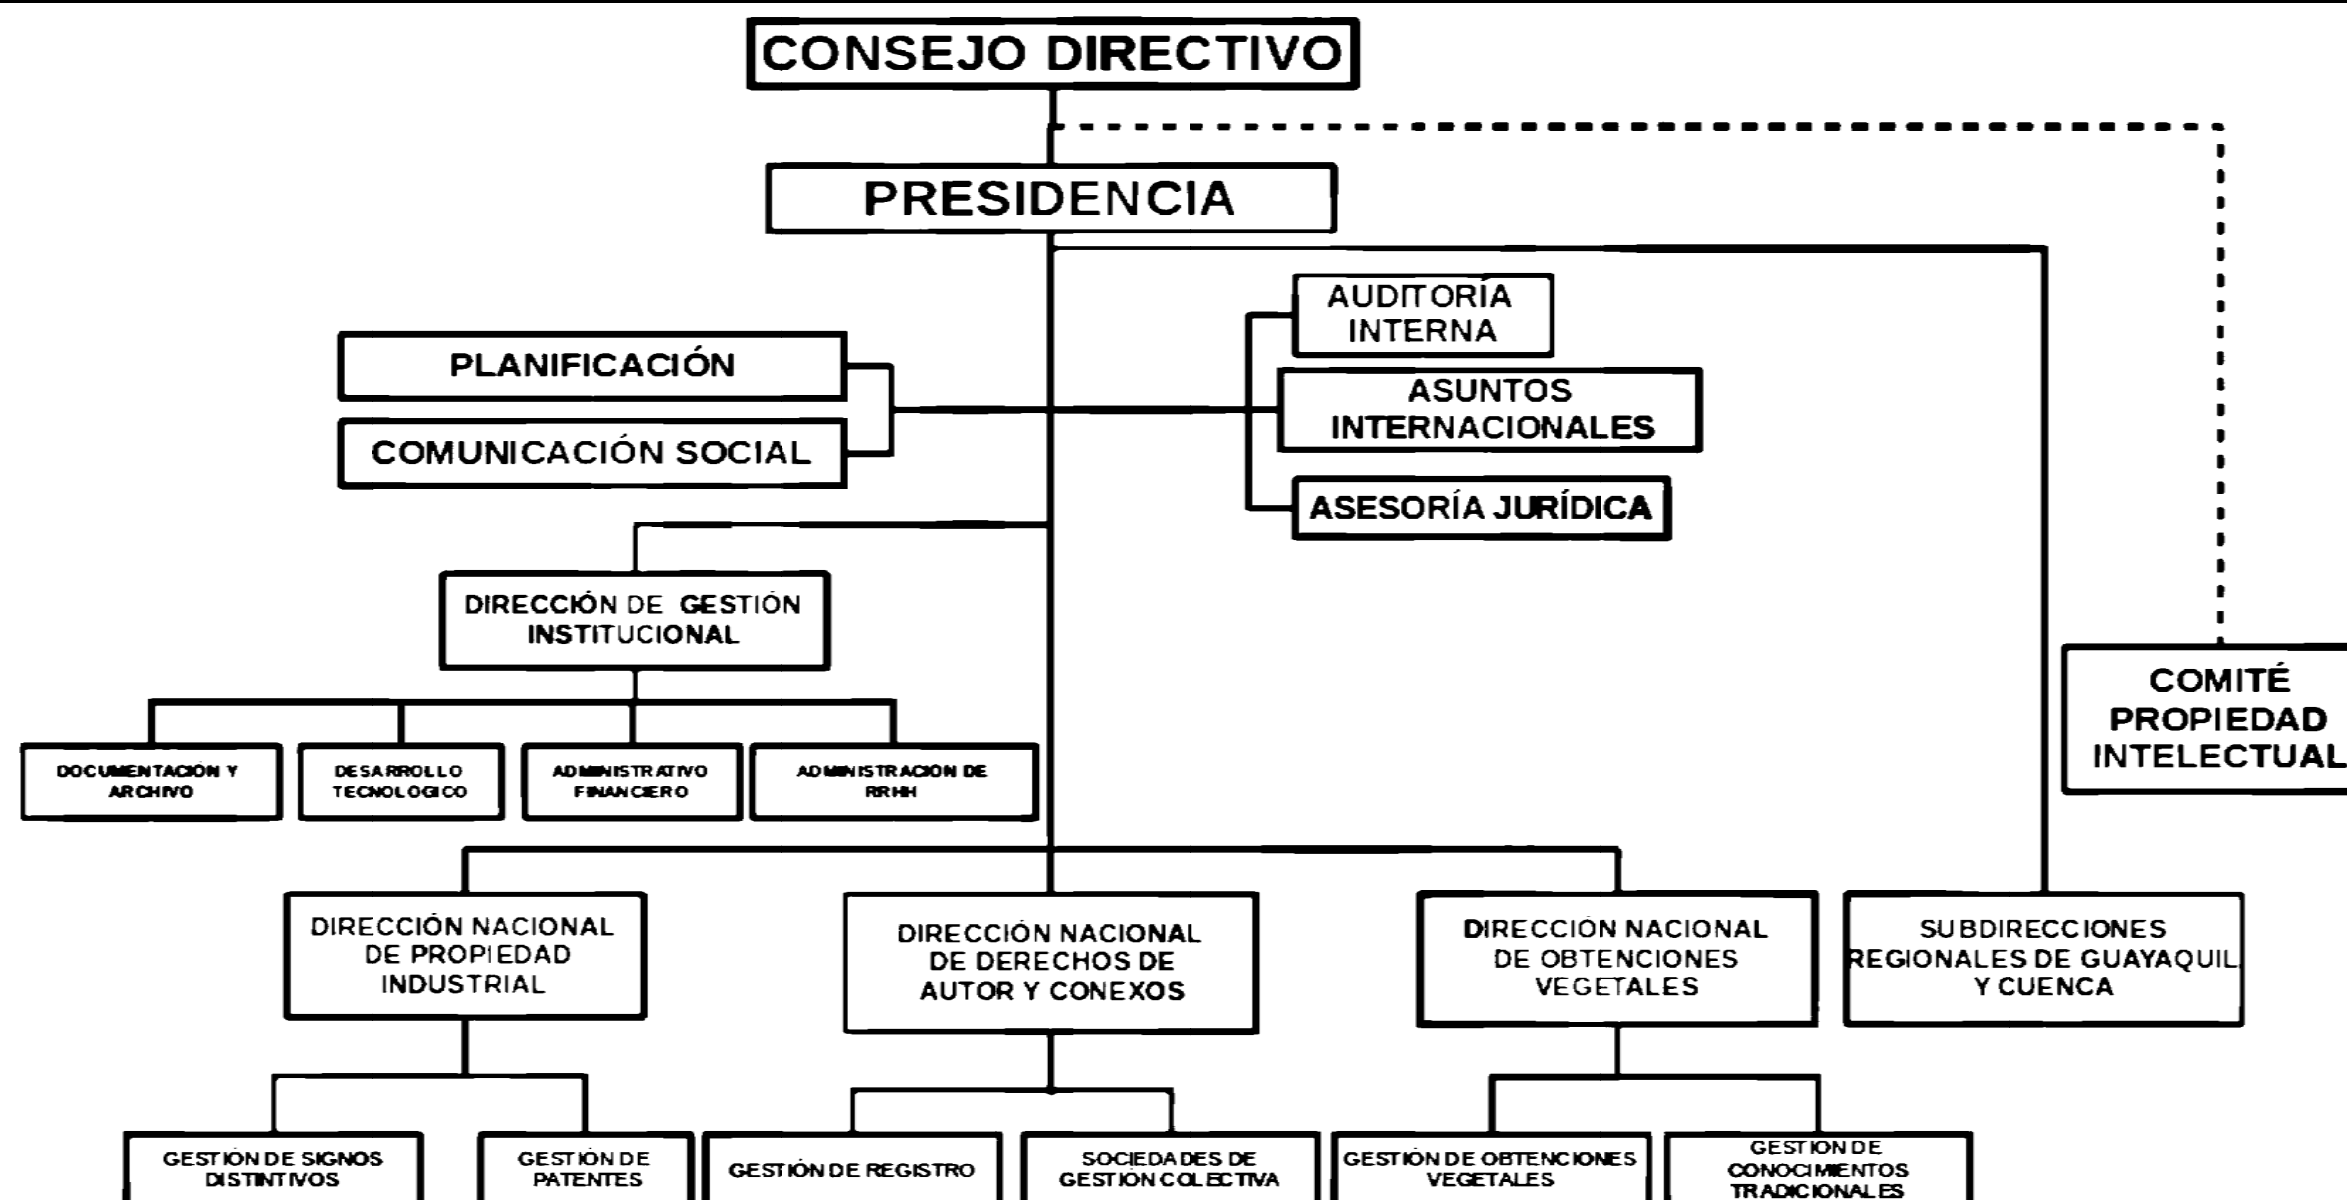 CONSEJO DIRECTIVO
PRESIDENCIA
AUDITORÍA
INTERNA
PLANIFICACIÓN
ASUNTOS
INTERNACIONALES
COMUNICACIÓN SOCIAL
ASESORÍA JURÍDICA
DIRECCIÓN DE GESTIÓN
INSTITUCIONAL
COMITÉ
PROPIEDAD
INTELECTUAL
DOCUMENTACIÓN Y
ARCHIVO
DESARROLLO
TECNOLOGICO
ADMINISTRATIVO
FINANCIERO
ADMINISTRACIÓN DE
RRHH
DIRECCIÓN NACIONAL
DE PROPIEDAD
INDUSTRIAL
DIRECCIÓN NACIONAL
DE DERECHOS DE
AUTOR Y CONEXOS
DIRECCIÓN NACIONAL
DE OBTENCIONES
VEGETALES
SUBDIRECCIONES
REGIONALES DE GUAYAQUIL
Y CUENCA
GESTIÓN DE SIGNOS
DISTINTIVOS
GESTIÓN DE
PATENTES
GESTIÓN DE REGISTRO
SOCIEDADES DE
GESTIÓN COLECTIVA
GESTIÓN DE OBTENCIONES
VEGETALES
GESTIÓN DE
CONOCIMIENTOS
TRADICIONALES